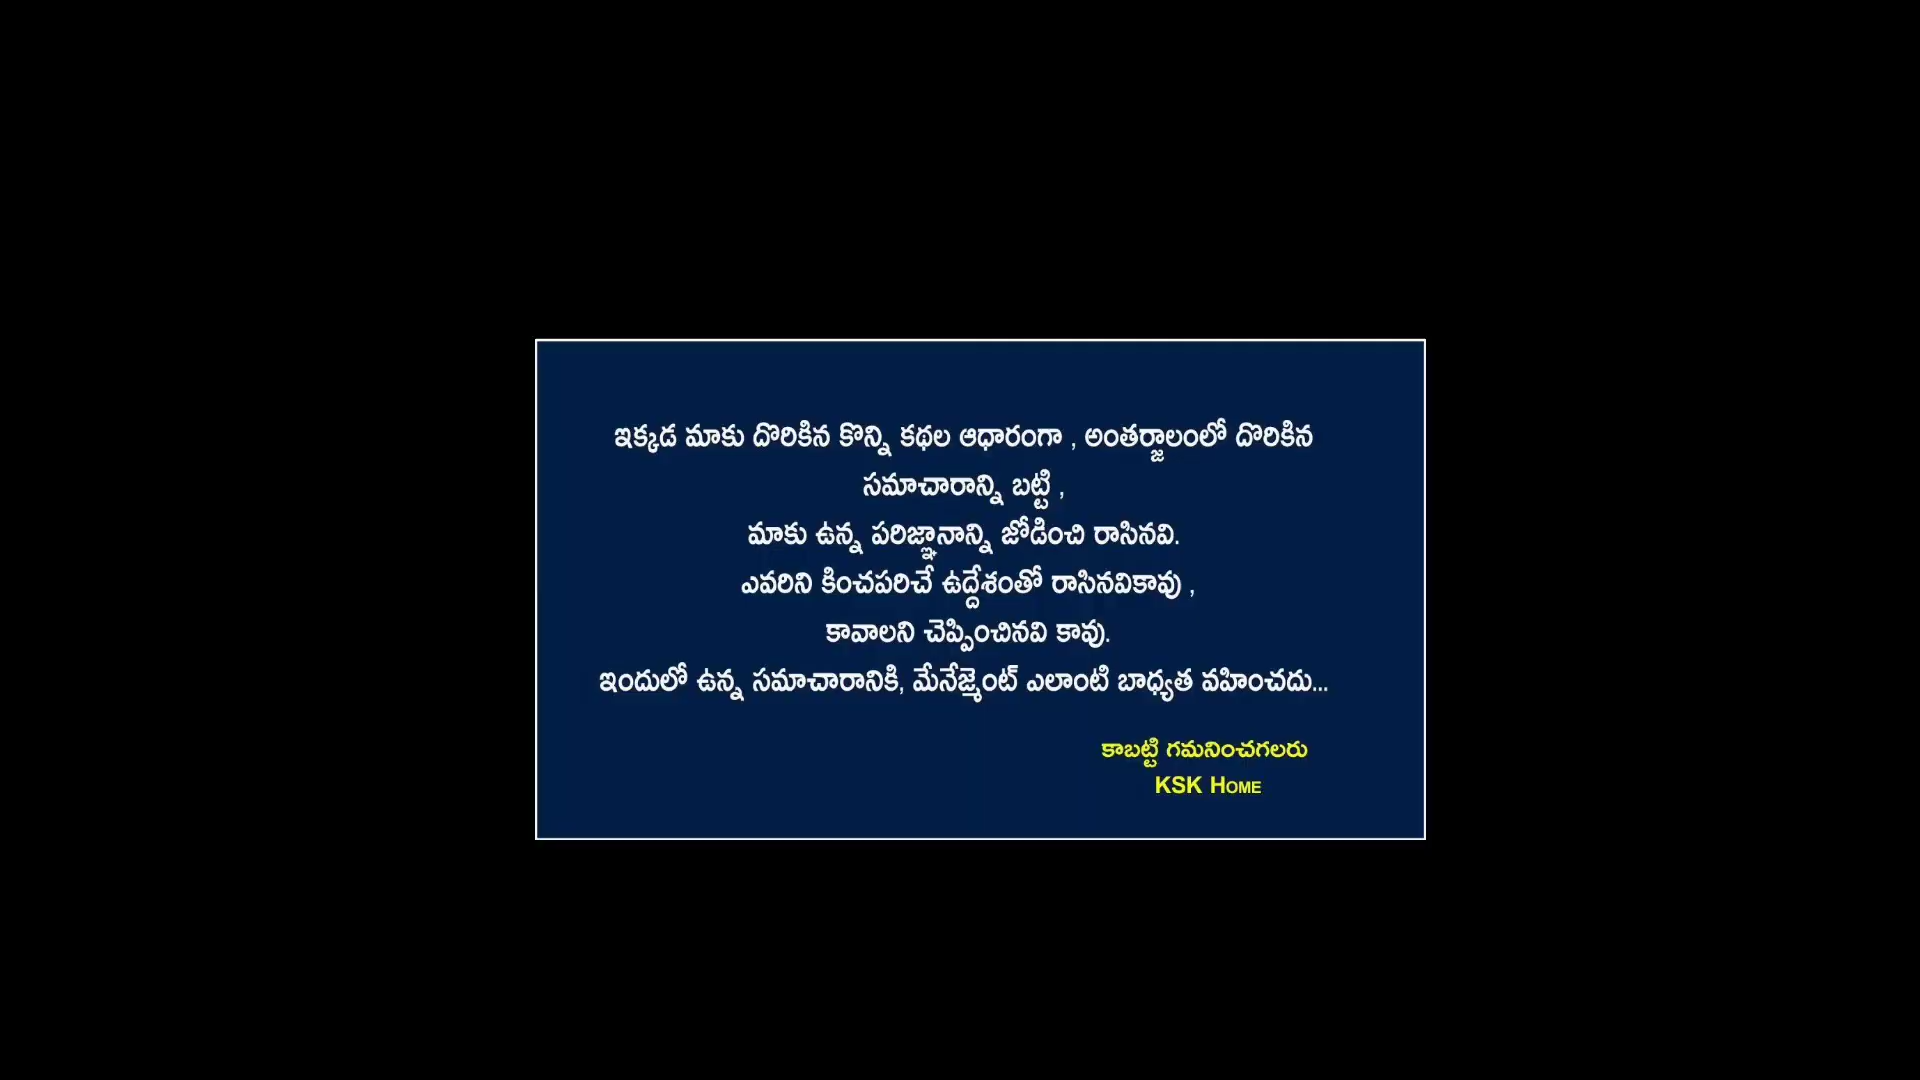 ఇక్కడ మాకు దొరికిన కొన్ని కథల ఆధారంగా , అంతర్జాలంలో దొరికిన
సమాచారాన్ని బట్టి ,
మాకు ఉన్న పరిజ్ఞానాన్ని జోడించి రాసినవి.
ఎవరిని కించపరిచే ఉద్దేశంతో రాసినవికావు ,
కావాలని చెప్పించినవి కావు.
ఇందులో ఉన్న సమాచారానికి, మేనేజ్మెంట్ ఎలాంటి బాధ్యత వహించదు...
కాబట్టి గమనించగలరు
KSK Home